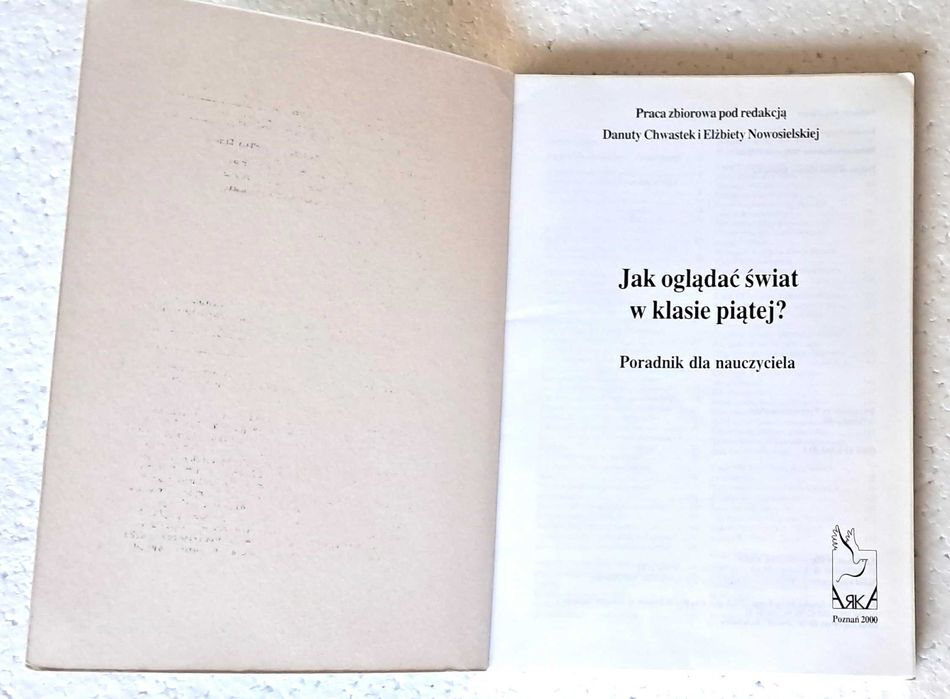 Praca zbiorowa pod redakcją
Danuty Chwastek i Elżbiety Nowosielskiej
Jak oglądać świat
w klasie piątej?
Poradnik dla nauczyciela
ARKA
Poznań 2000